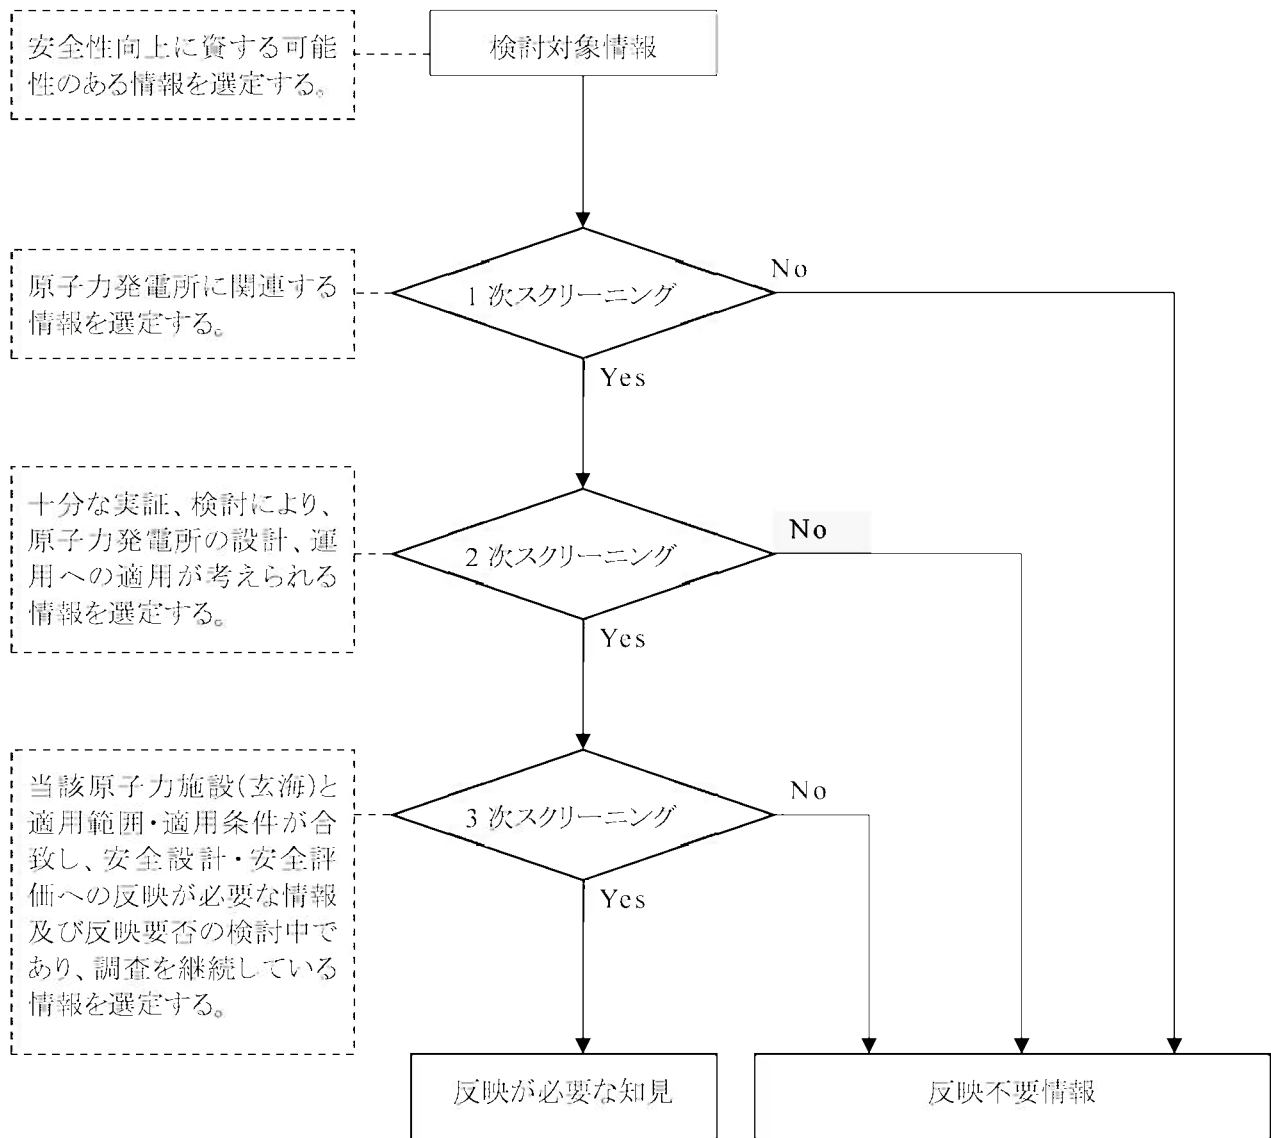 安全性向上に資する可能
性のある情報を選定する。
検討対象情報
原子力発電所に関連する
情報を選定する。
1 次スクリーニング
No
Yes
十分な実証、検討により、
原子力発電所の設計、運
用への適用が考えられる
情報を選定する。
2 次スクリーニング
No
Yes
当該原子力施設(玄海)と
適用範囲・適用条件が合
致し、安全設計・安全評
価への反映が必要な情報
及び反映要否の検討中で
あり、調査を継続している
情報を選定する。
3 次スクリーニング
No
Yes
反映が必要な知見
反映不要情報